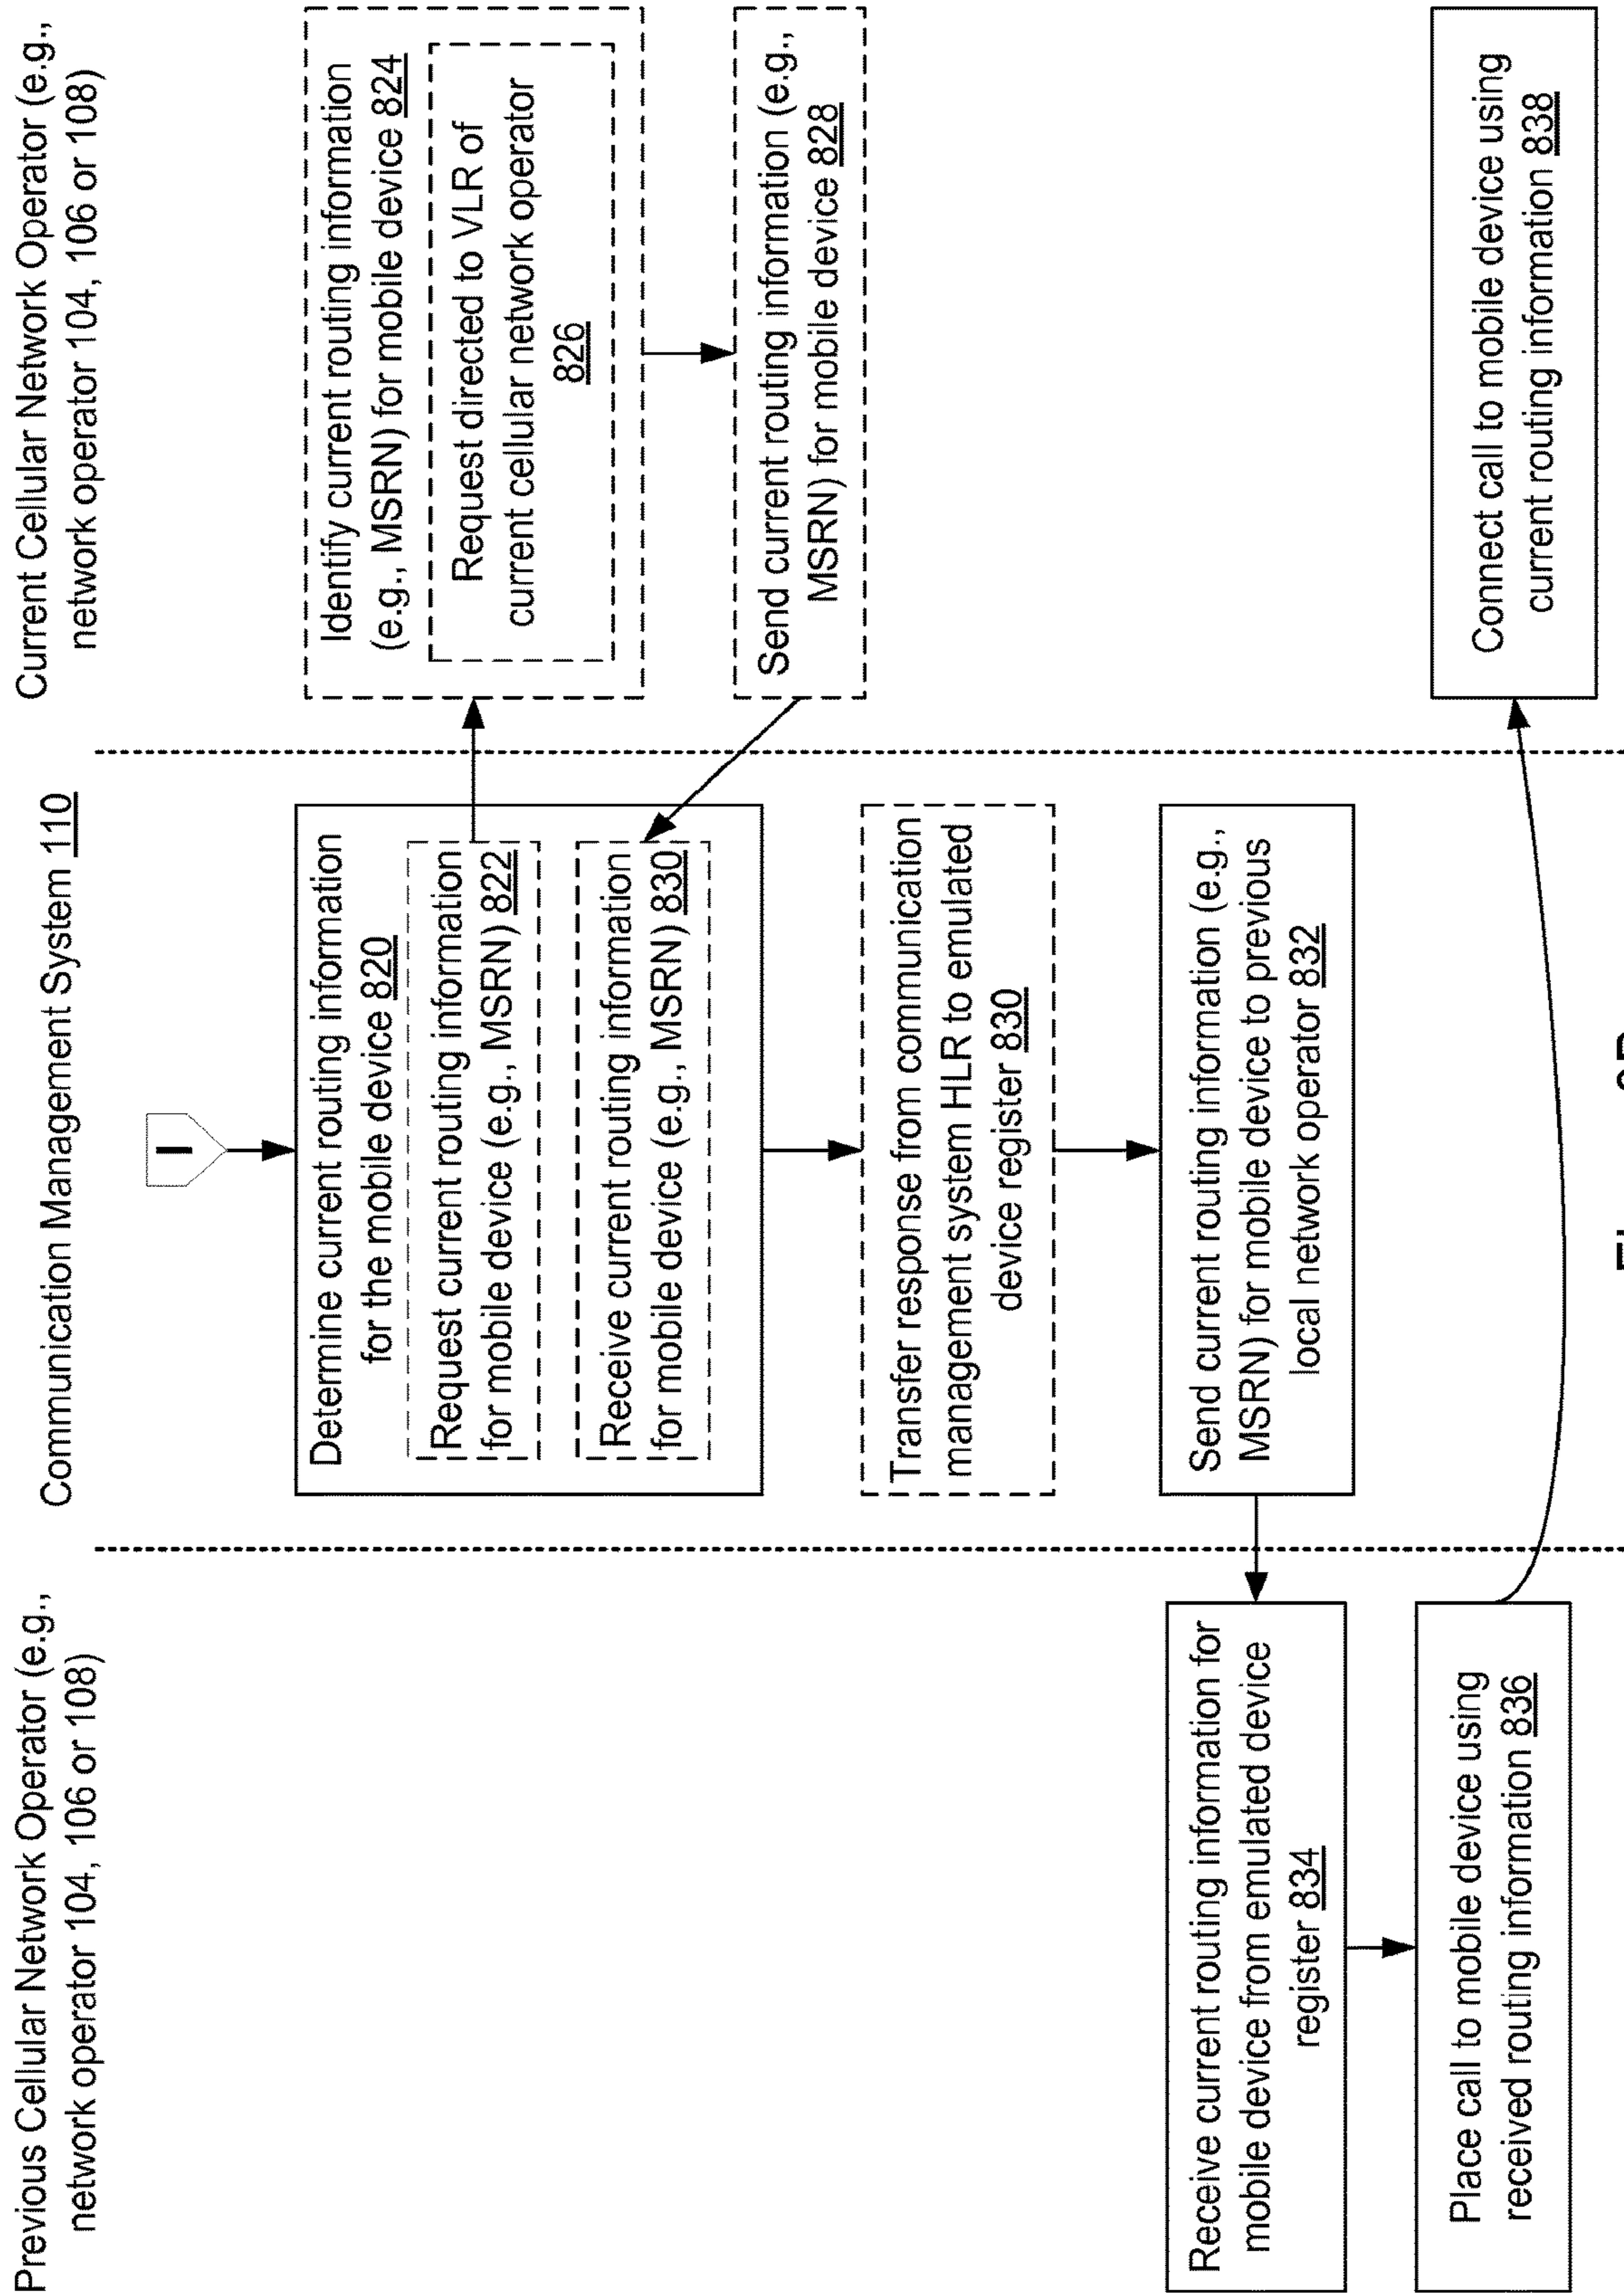 Previous Cellular Network Operator (e.g.,
network operator 104, 106 or 108)
Communication Management System 110
Current Cellular Network Operator (e.g.,
network operator 104, 106 or 108)
I
Determine current routing information
for the mobile device 820
Request current routing information
for mobile device (e.g., MSRN) 822
Receive current routing information
for mobile device (e.g., MSRN) 830
Identify current routing information
(e.g., MSRN) for mobile device 824
Request directed to VLR of
current cellular network operator
826
Send current routing information (e.g.,
MSRN) for mobile device 828
Transfer response from communication
management system HLR to emulated
device register 830
Send current routing information (e.g.,
MSRN) for mobile device to previous
local network operator 832
Receive current routing information for
mobile device from emulated device
register 834
Place call to mobile device using
received routing information 836
Connect call to mobile device using
current routing information 838